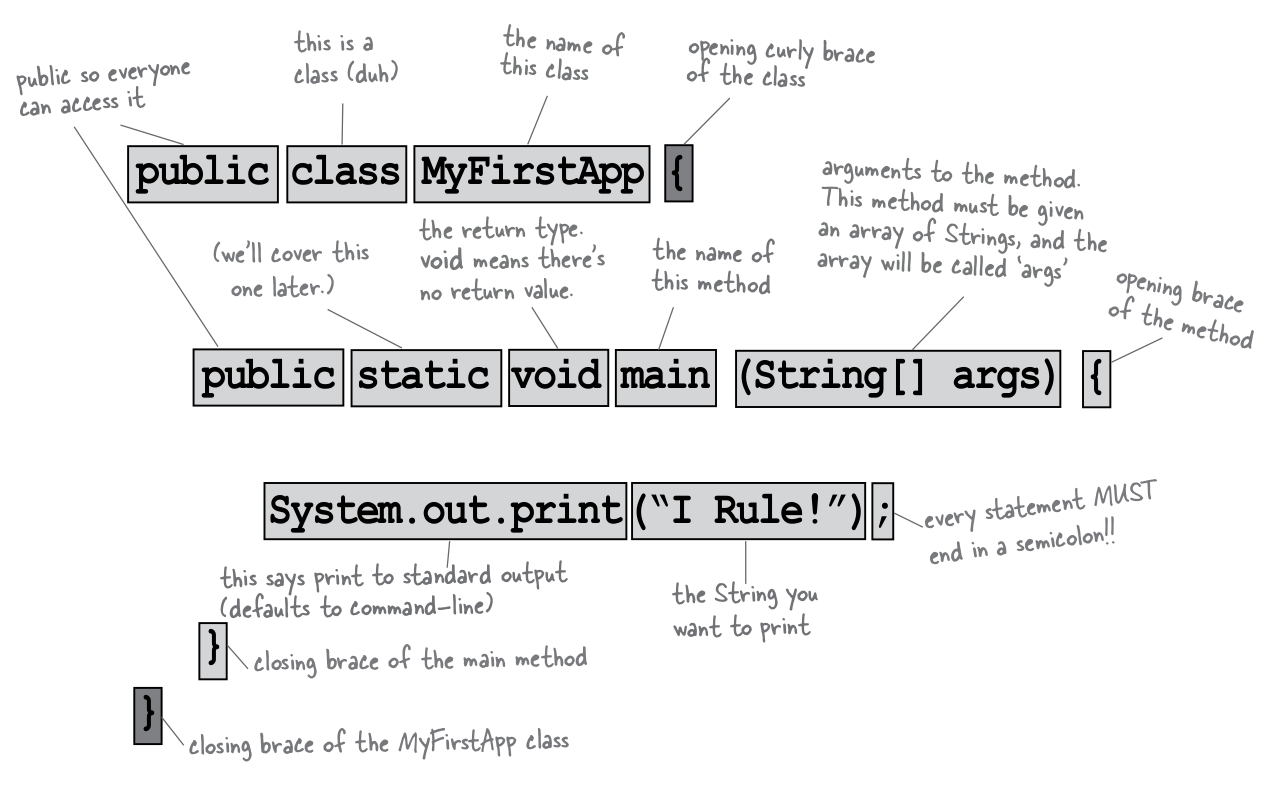 public so everyone
can access it
this is a
class (duh)
the name of
this class
opening curly brace
of the class
public class MyFirstApp {
(we'll cover this
one later.)
the return type.
void means there's
no return value.
the name of
this method
arguments to the method.
This method must be given
an array of Strings, and the
array will be called 'args'
opening brace
of the method
public static void main (String[] args) {
System.out.print(“I Rule!”);
every statement MUST
end in a semicolon!!
this says print to standard output
(defaults to command-line)
the String you
want to print
}
closing brace of the main method
}
closing brace of the MyFirstApp class